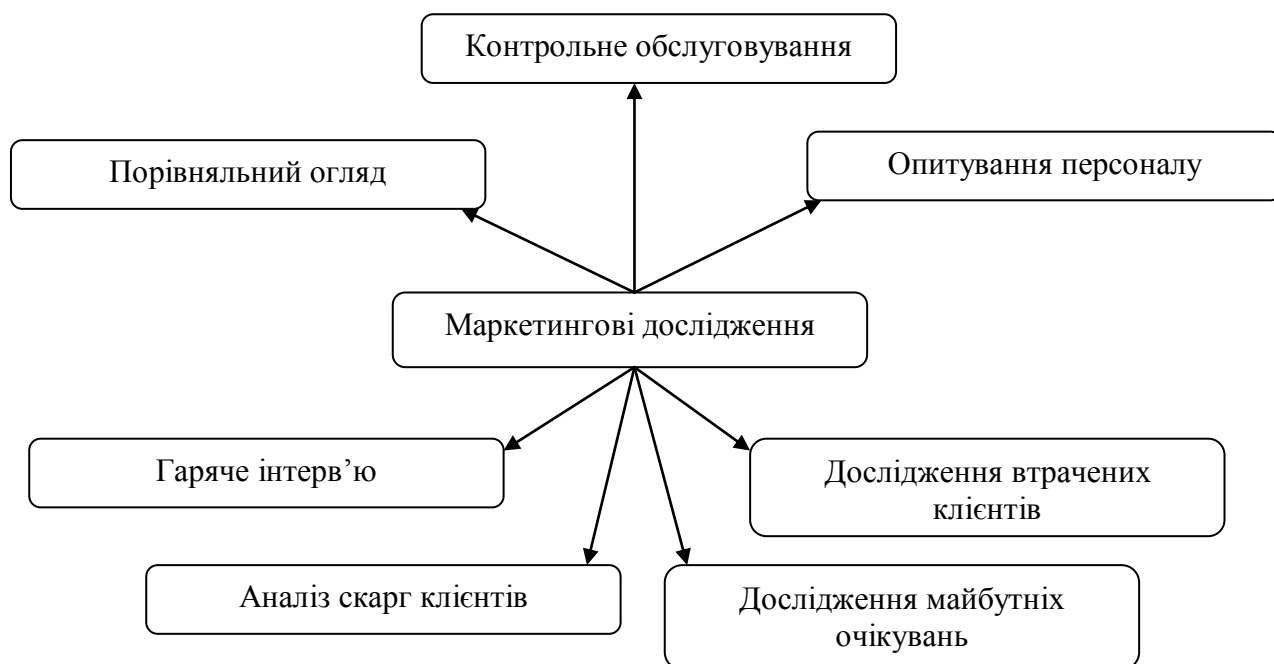 Контрольне обслуговування
Порівняльний огляд
Опитування персоналу
Маркетингові дослідження
Гаряче інтерв’ю
Дослідження втрачених
клієнтів
Аналіз скарг клієнтів
Дослідження майбутніх
очікувань